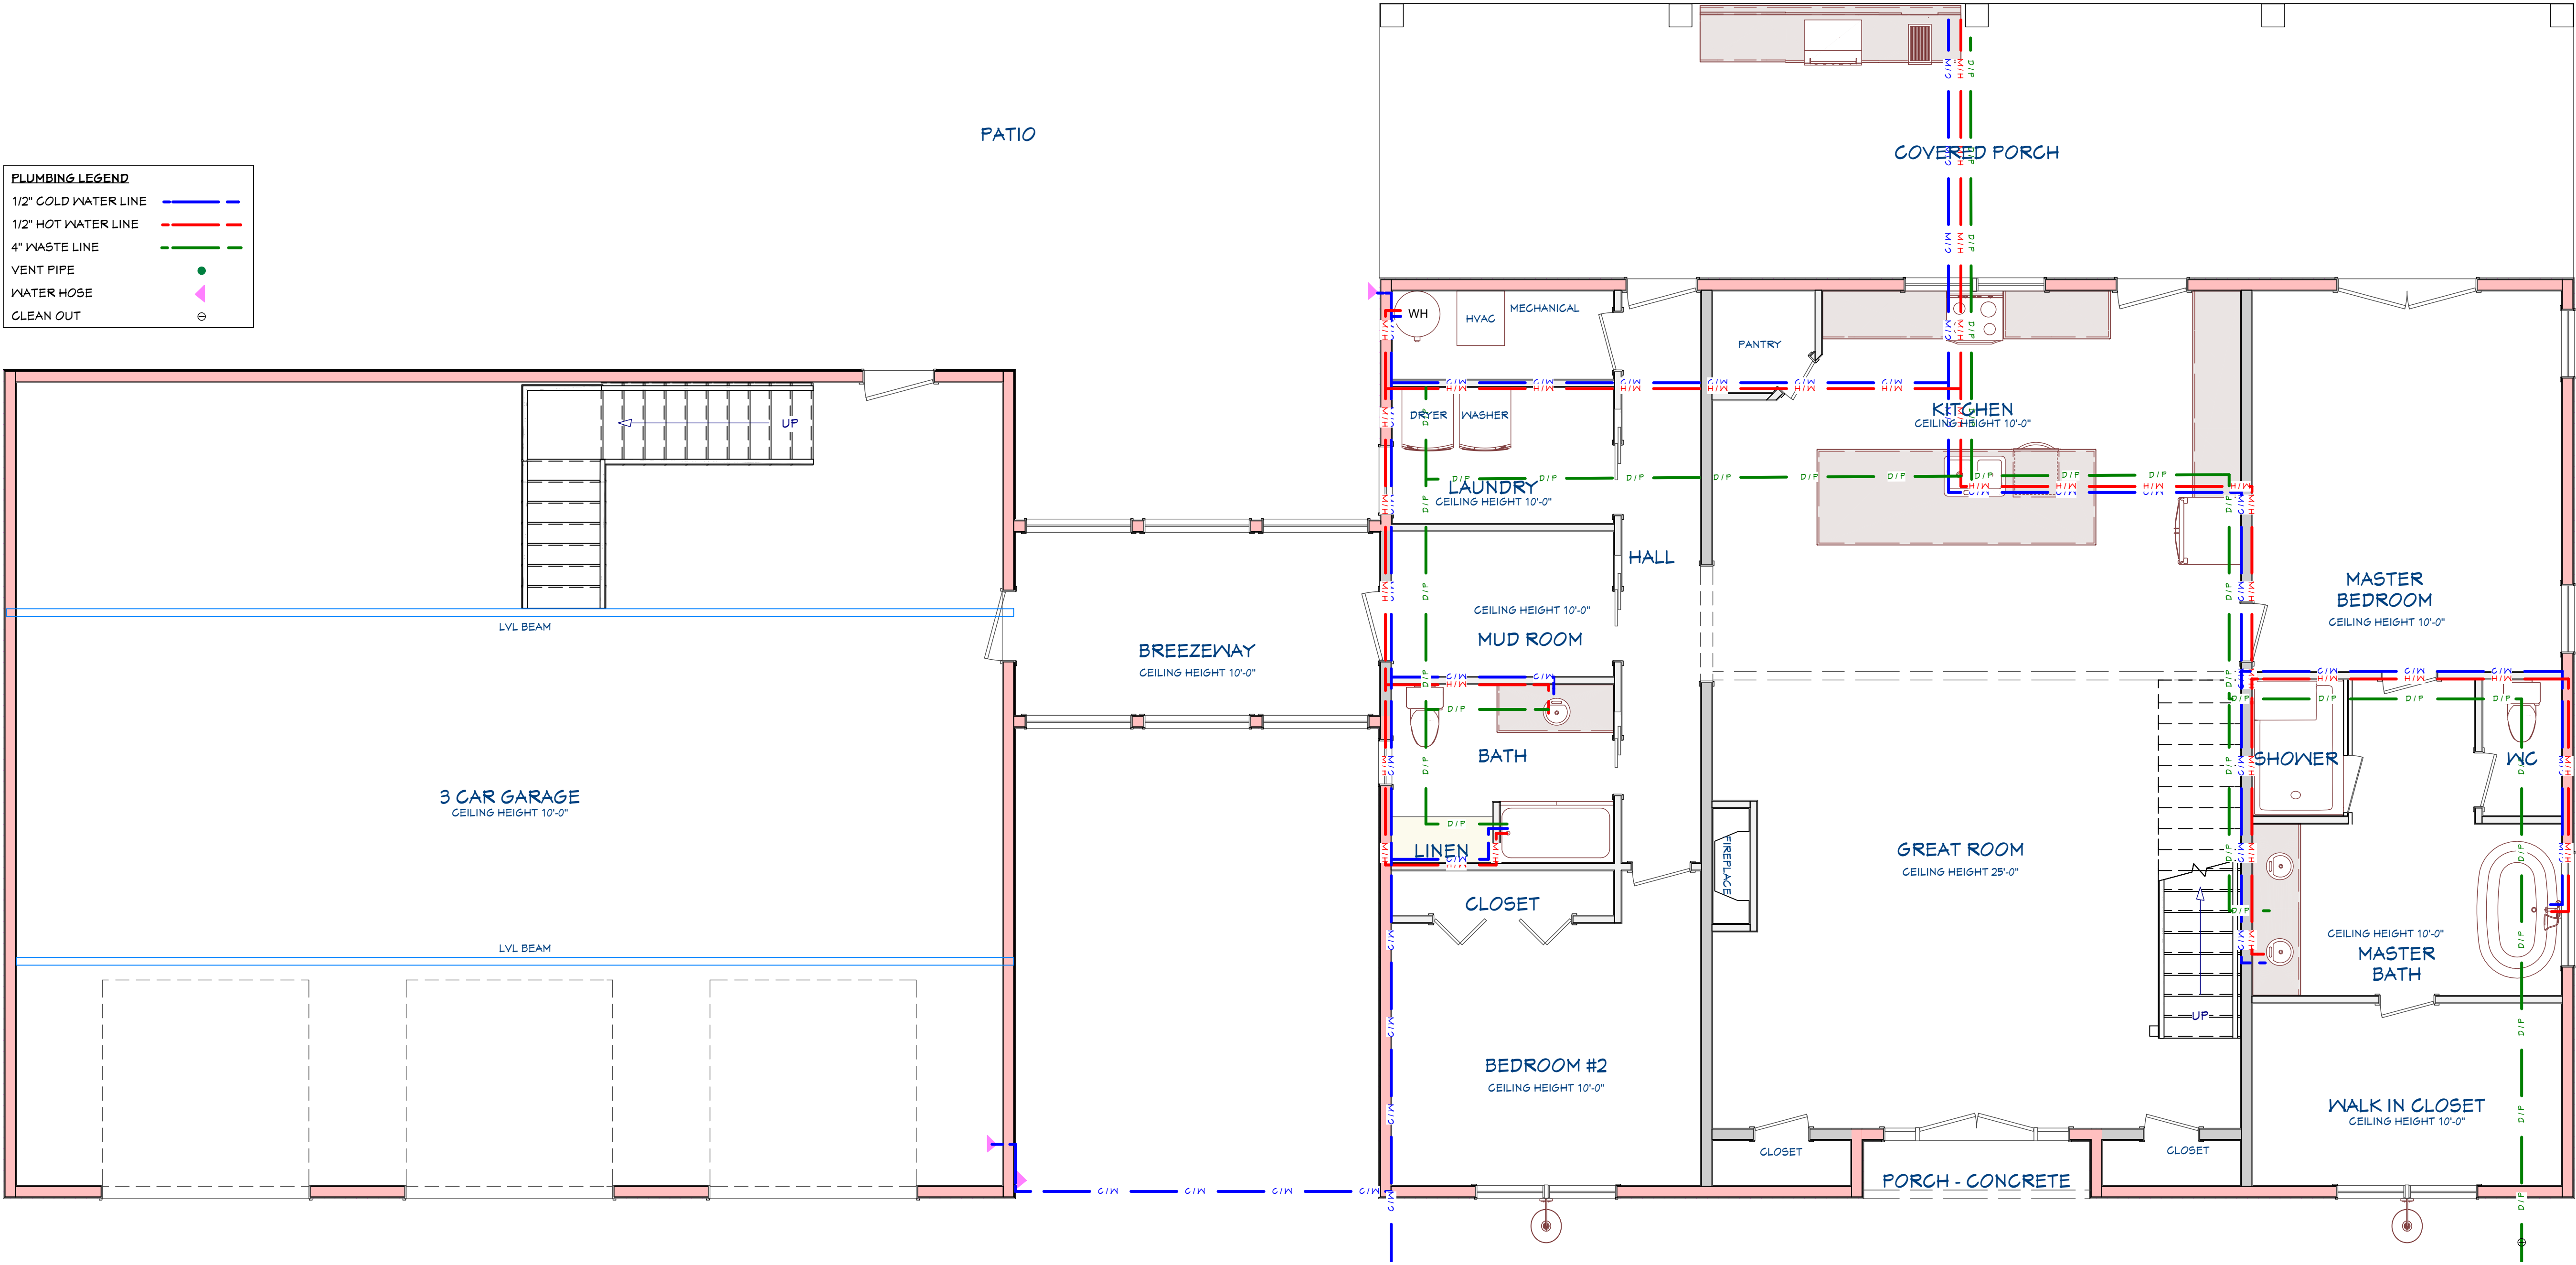 PATIO
COVERED PORCH
PLUMBING LEGEND
1/2" COLD WATER LINE
1/2" HOT WATER LINE
4" WASTE LINE
VENT PIPE
WATER HOSE
CLEAN OUT
WH
HVAC
MECHANICAL
PANTRY
UP
DRYER
WASHER
KITCHEN
CEILING HEIGHT 10'-0"
LAUNDRY
CEILING HEIGHT 10'-0"
HALL
LVL BEAM
BREEZEWAY
CEILING HEIGHT 10'-0"
CEILING HEIGHT 10'-0"
MUD ROOM
MASTER
BEDROOM
CEILING HEIGHT 10'-0"
BATH
SHOWER
WC
3 CAR GARAGE
CEILING HEIGHT 10'-0"
LINEN
FIREPLACE
GREAT ROOM
CEILING HEIGHT 25'-0"
CLOSET
LVL BEAM
CEILING HEIGHT 10'-0"
MASTER
BATH
UP
BEDROOM #2
CEILING HEIGHT 10'-0"
WALK IN CLOSET
CEILING HEIGHT 10'-0"
CLOSET
CLOSET
PORCH - CONCRETE